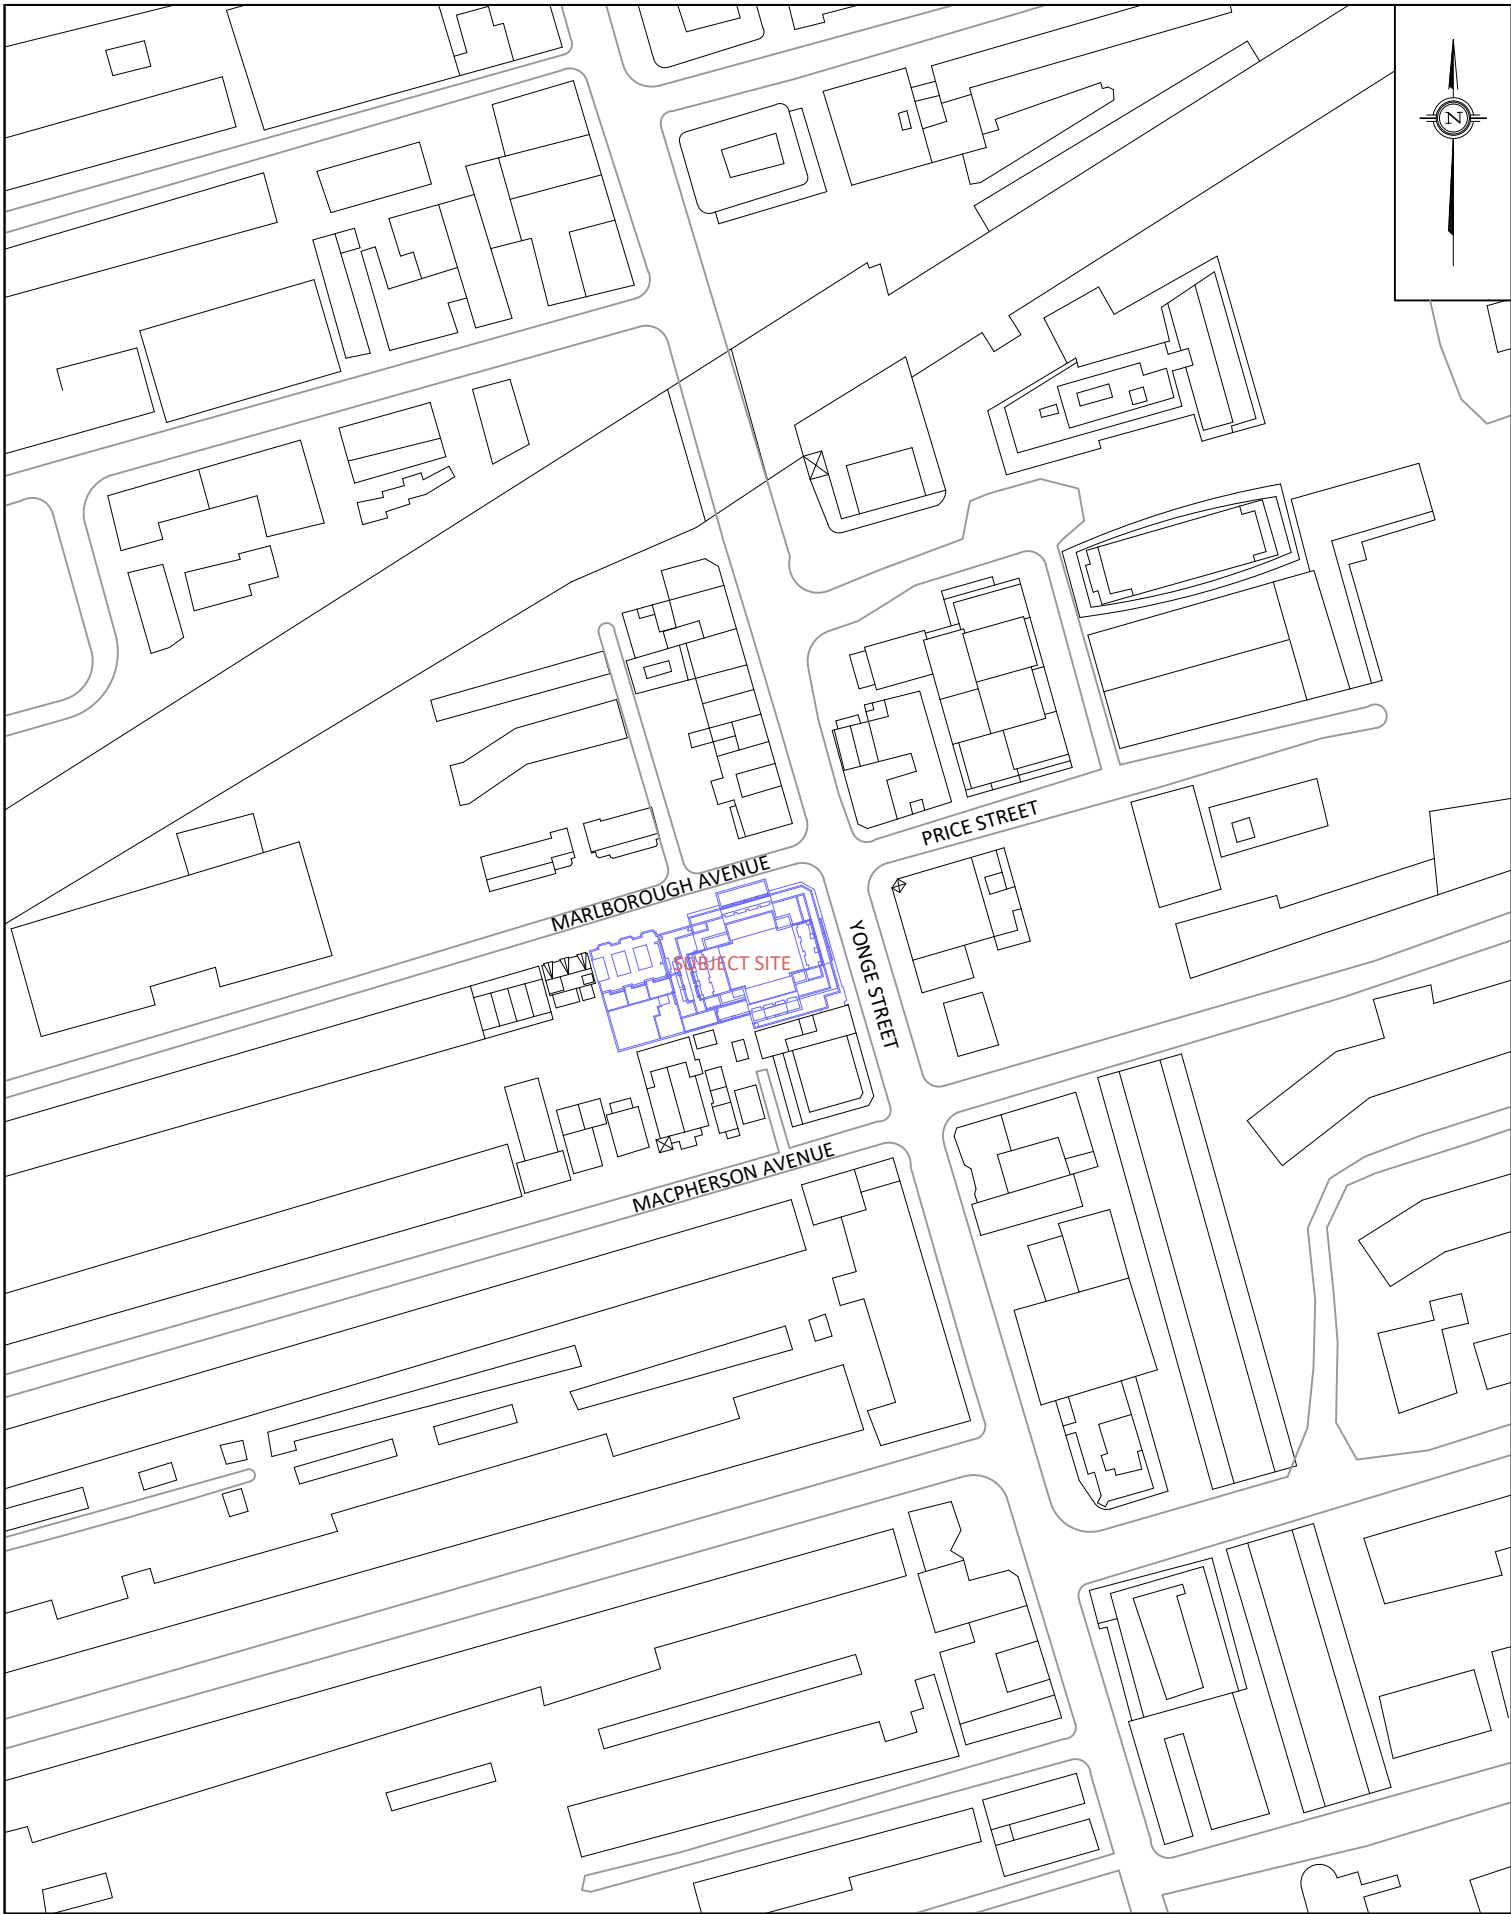 N
PRICE STREET
MARLBOROUGH AVENUE
SUBJECT SITE
YONGE STREET
MACPHERSON AVENUE